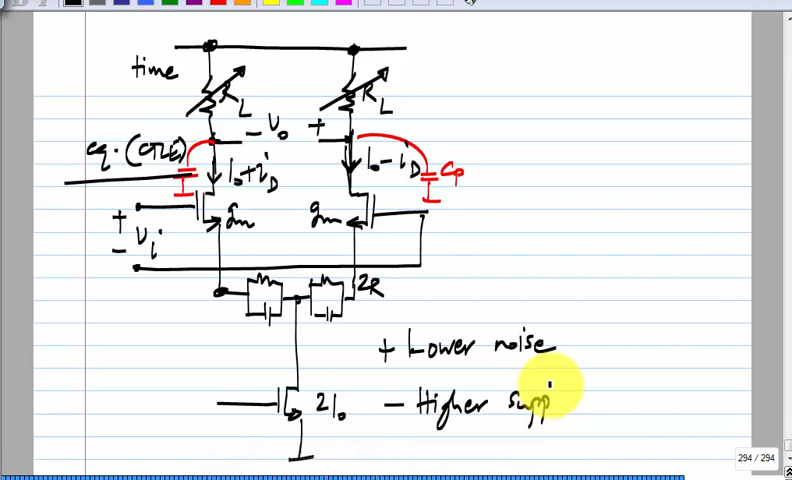 time
R_L
R_L
- V_o +
eq. (CTLE)
I_o+i_D
I_o-i_D
C_p
+
V_i
-
g_m
g_m
2R
+ Lower noise
2I_o
- Higher supp
294 / 294